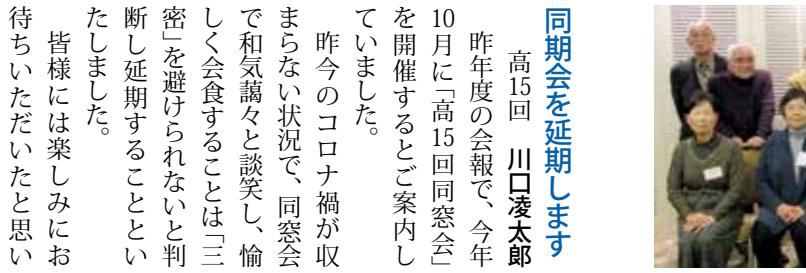 同期会を延期します
高15回　川口凌太郎
昨年度の会報で、今年
10月に「高15回同窓会」
を開催するとご案内し
ていました。
昨今のコロナ禍が収
まらない状況で、同窓会
で和気藹々と談笑し、愉
しく会食することは「三
密」を避けられないと判
断し延期することとい
たしました。
皆様には楽しみにお
待ちいただいたと思い